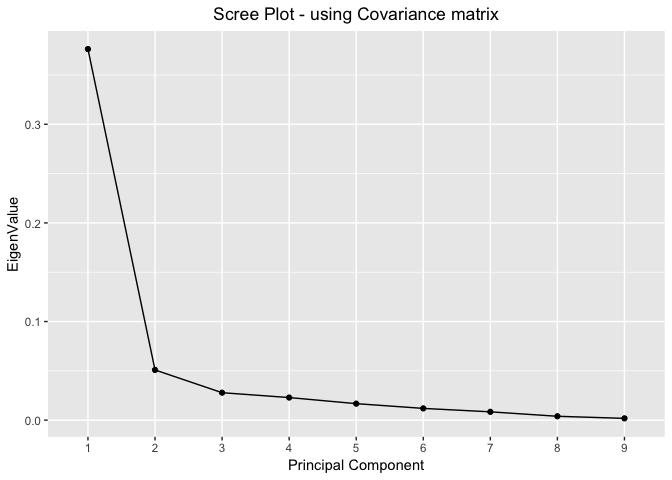 Scree Plot - using Covariance matrix
EigenValue
0.3
0.2
0.1
0.0
1 2 3 4 5 6 7 8 9
Principal Component